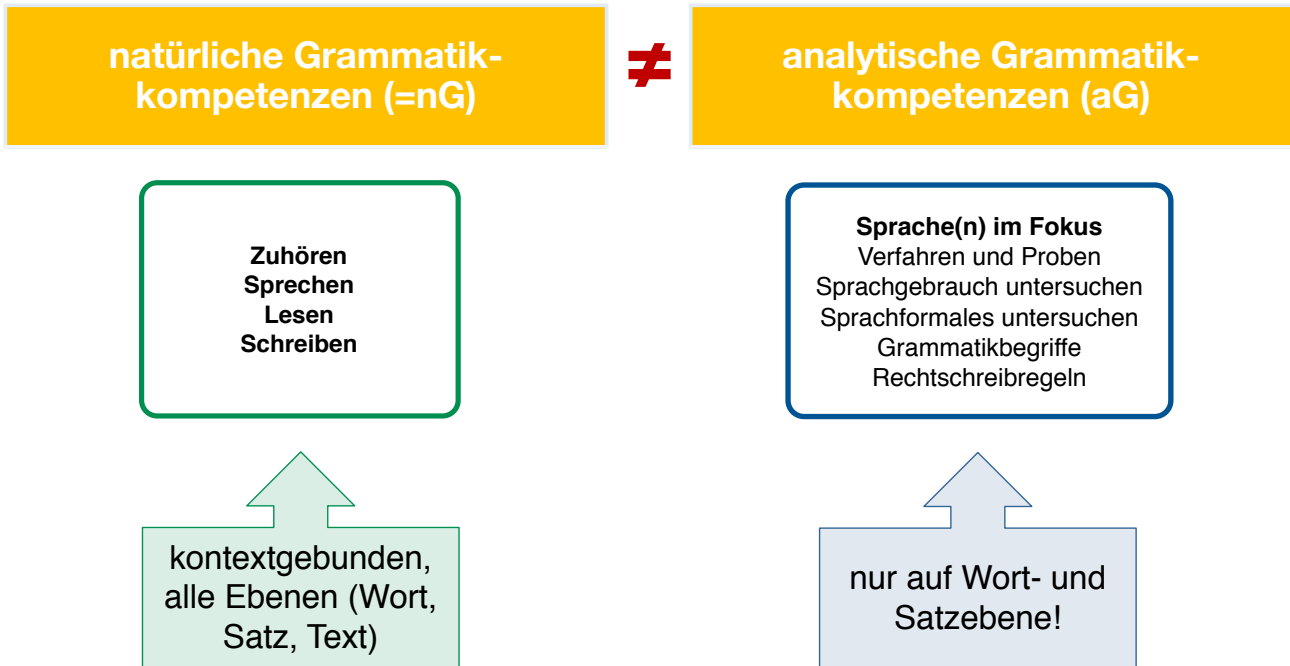 natürliche Grammatik-
kompetenzen (=nG)
≠
analytische Grammatik-
kompetenzen (aG)
Zuhören
Sprechen
Lesen
Schreiben
Sprache(n) im Fokus
Verfahren und Proben
Sprachgebrauch untersuchen
Sprachformales untersuchen
Grammatikbegriffe
Rechtschreibregeln
kontextgebunden,
alle Ebenen (Wort,
Satz, Text)
nur auf Wort- und
Satzebene!